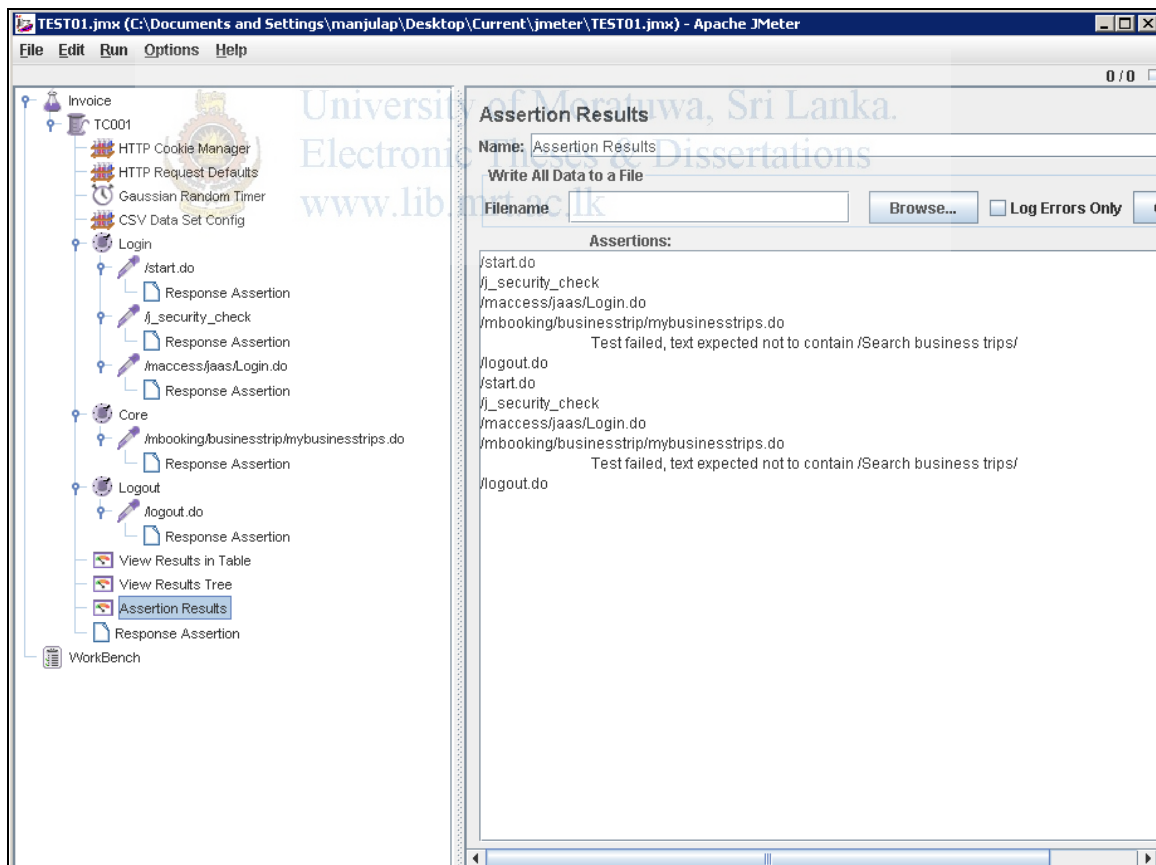 TEST01.jmx (C:\Documents and Settings\manjulap\Desktop\Current\jmeter\TEST01.jmx) - Apache JMeter
File Edit Run Options Help
0 / 0
Invoice
TC001
HTTP Cookie Manager
HTTP Request Defaults
Gaussian Random Timer
CSV Data Set Config
Login
/start.do
Response Assertion
/j_security_check
Response Assertion
/maccess/jaas/Login.do
Response Assertion
Core
/mbooking/businesstrip/mybusinesstrips.do
Response Assertion
Logout
/logout.do
Response Assertion
View Results in Table
View Results Tree
Assertion Results
Response Assertion
WorkBench
University of Moratuwa, Sri Lanka.
Electronic Theses & Dissertations
www.lib.mrt.ac.lk
Assertion Results
Name: Assertion Results
Write All Data to a File
Filename Browse... Log Errors Only
Assertions:
/start.do
/j_security_check
/maccess/jaas/Login.do
/mbooking/businesstrip/mybusinesstrips.do
Test failed, text expected not to contain /Search business trips/
/logout.do
/start.do
/j_security_check
/maccess/jaas/Login.do
/mbooking/businesstrip/mybusinesstrips.do
Test failed, text expected not to contain /Search business trips/
/logout.do